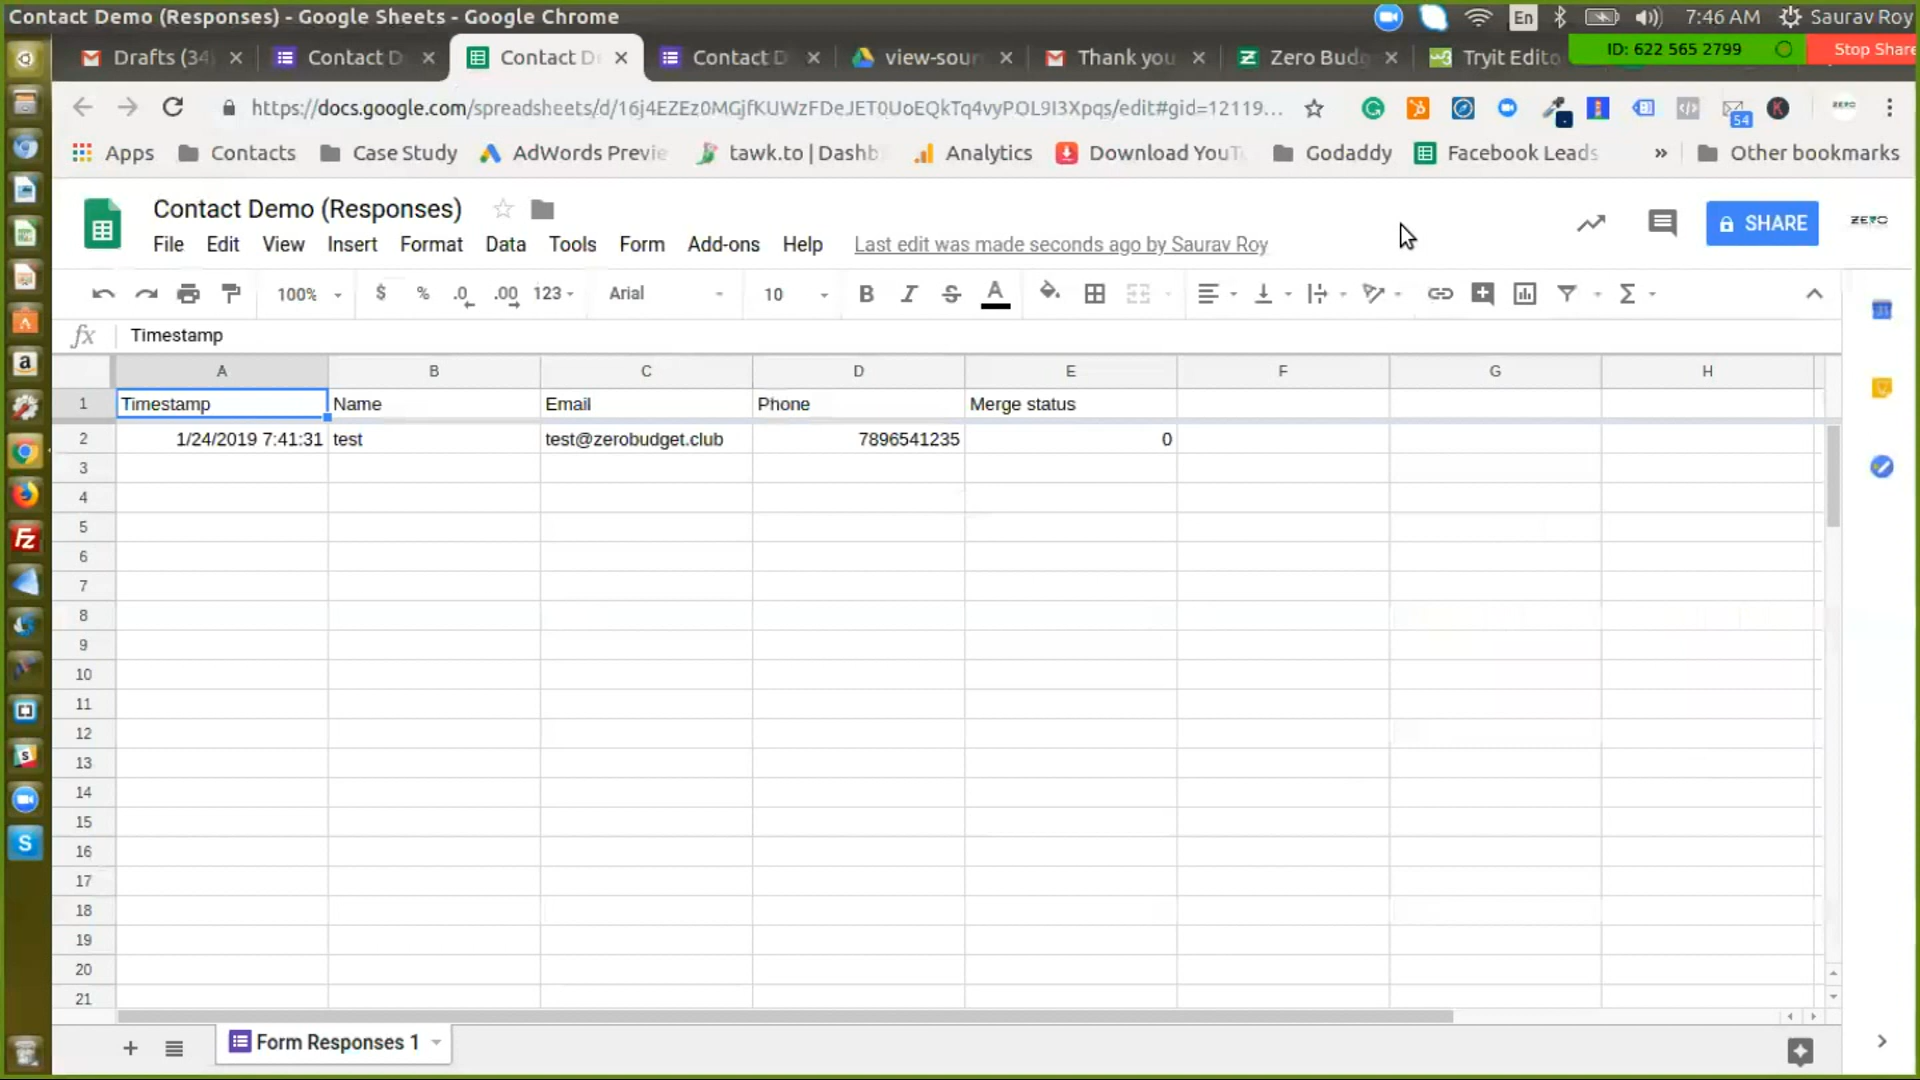 Contact Demo (Responses) - Google Sheets - Google Chrome
En
7:46 AM
Saurav Roy
Drafts (34
Contact D
Contact D
Contact D
view-sour
Thank you
Zero Budg
Tryit Edito
ID: 622 565 2799
Stop Share
https://docs.google.com/spreadsheets/d/16j4EZEz0MGjfKUWzFDeJET0UoEQkTq4vyPOL9I3Xpqs/edit#gid=12119...
54
K
ZERO
Apps
Contacts
Case Study
AdWords Previe
tawk.to | Dashb
Analytics
Download YouT
Godaddy
Facebook Leads
»
Other bookmarks
Contact Demo (Responses)
File Edit View Insert Format Data Tools Form Add-ons Help
Last edit was made seconds ago by Saurav Roy
SHARE
ZERO
100% $ % .0 .00 123 Arial 10 B I S A Σ
31
fx Timestamp
A B C D E F G H
1 Timestamp Name Email Phone Merge status
2 1/24/2019 7:41:31 test test@zerobudget.club 7896541235 0
3
4
5
6
7
8
9
10
11
12
13
14
15
16
17
18
19
20
21
+ Form Responses 1